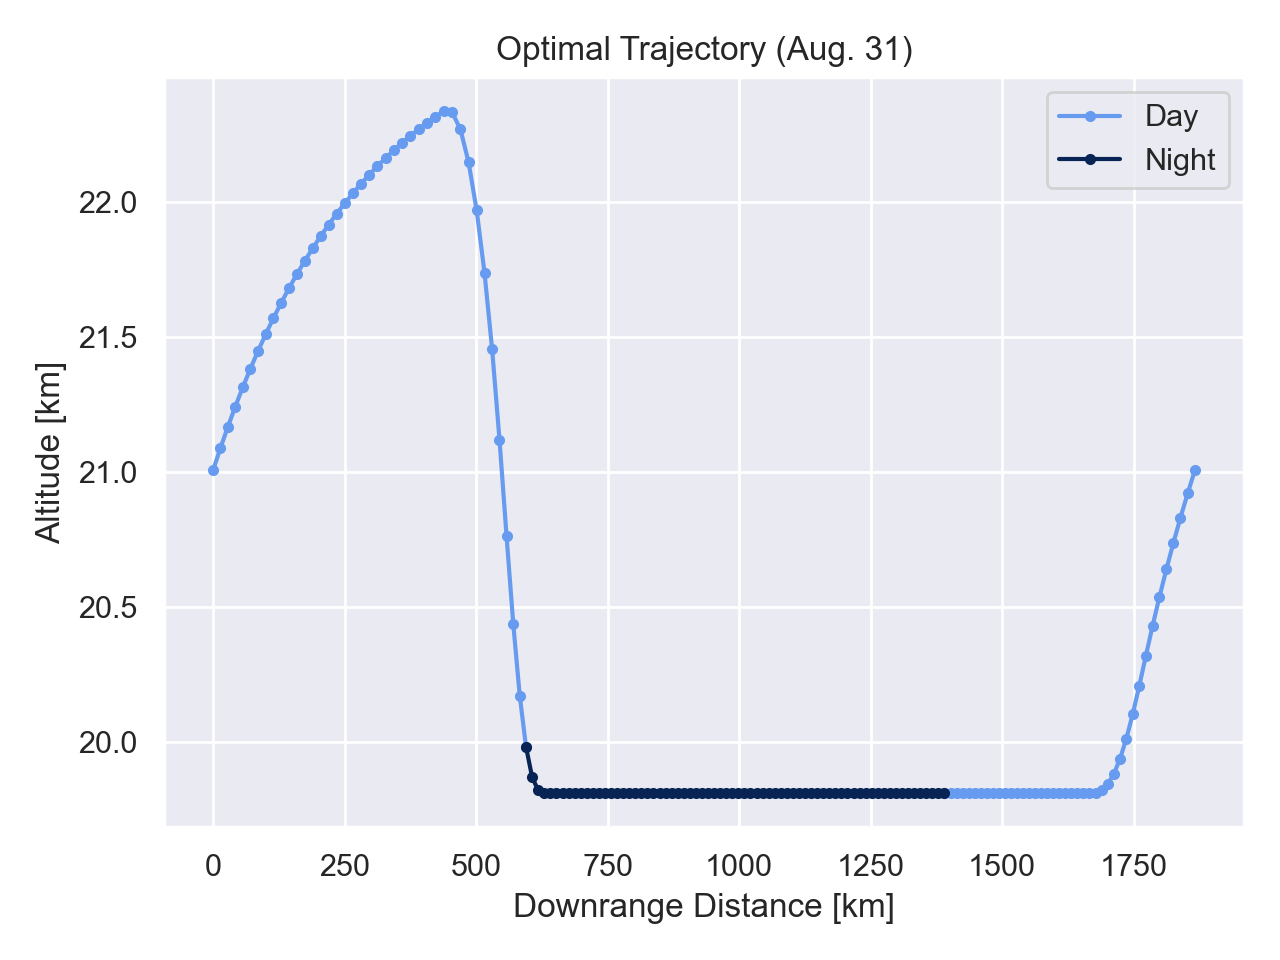 Optimal Trajectory (Aug. 31)
Day
Night
Altitude [km]
22.0
21.5
21.0
20.5
20.0
0 250 500 750 1000 1250 1500 1750
Downrange Distance [km]